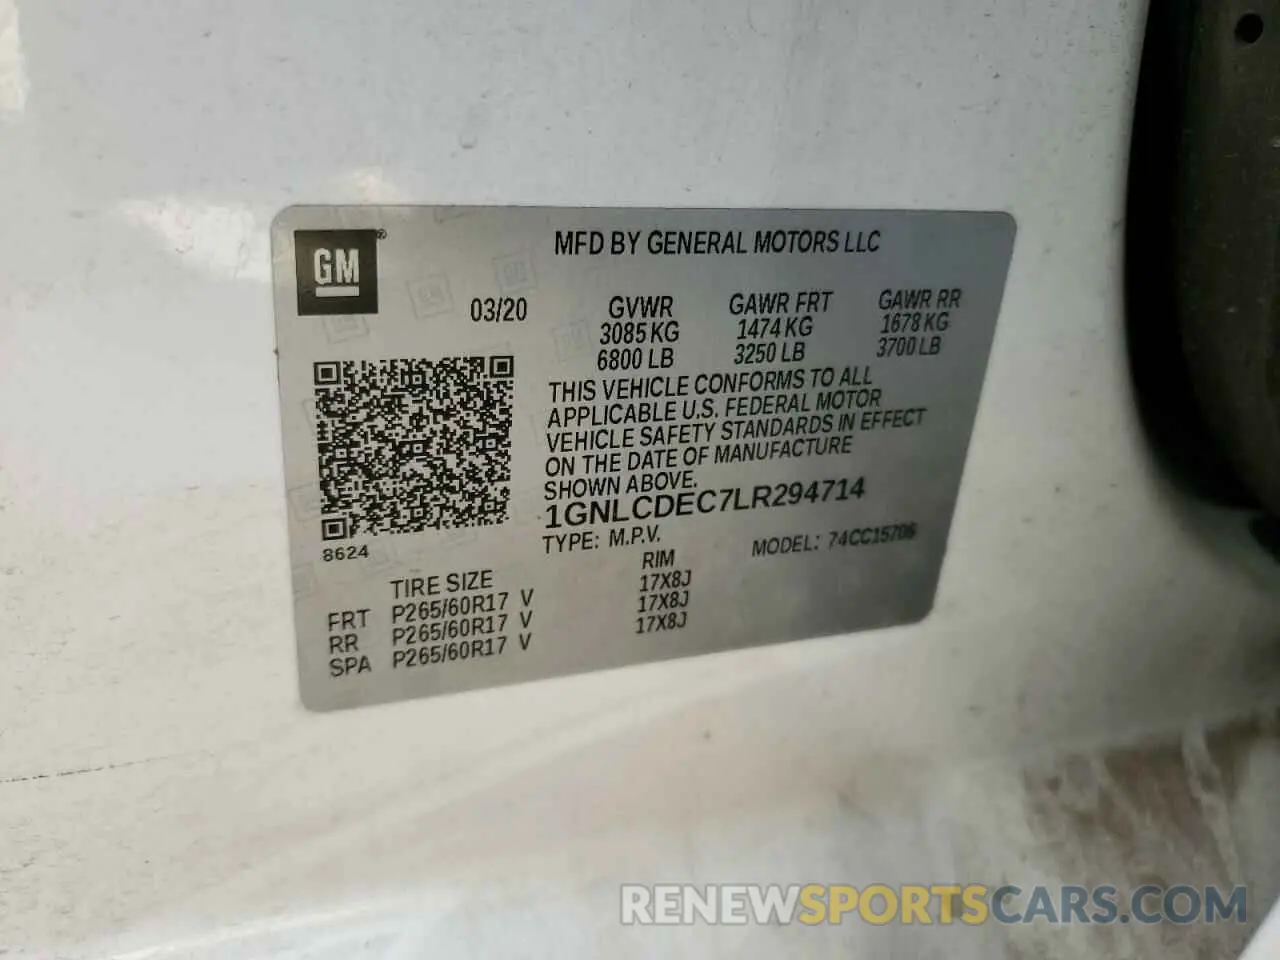 GM®
MFD BY GENERAL MOTORS LLC
03/20 GVWR GAWR FRT GAWR RR
3085 KG 1474 KG 1678 KG
6800 LB 3250 LB 3700 LB
THIS VEHICLE CONFORMS TO ALL
APPLICABLE U.S. FEDERAL MOTOR
VEHICLE SAFETY STANDARDS IN EFFECT
ON THE DATE OF MANUFACTURE
SHOWN ABOVE.
1GNLCDEC7LR294714
8624
TYPE: M.P.V. MODEL: 74CC15706
TIRE SIZE RIM
FRT P265/60R17 V 17X8J
RR P265/60R17 V 17X8J
SPA P265/60R17 V 17X8J
RENEWSPORTSCARS.COM